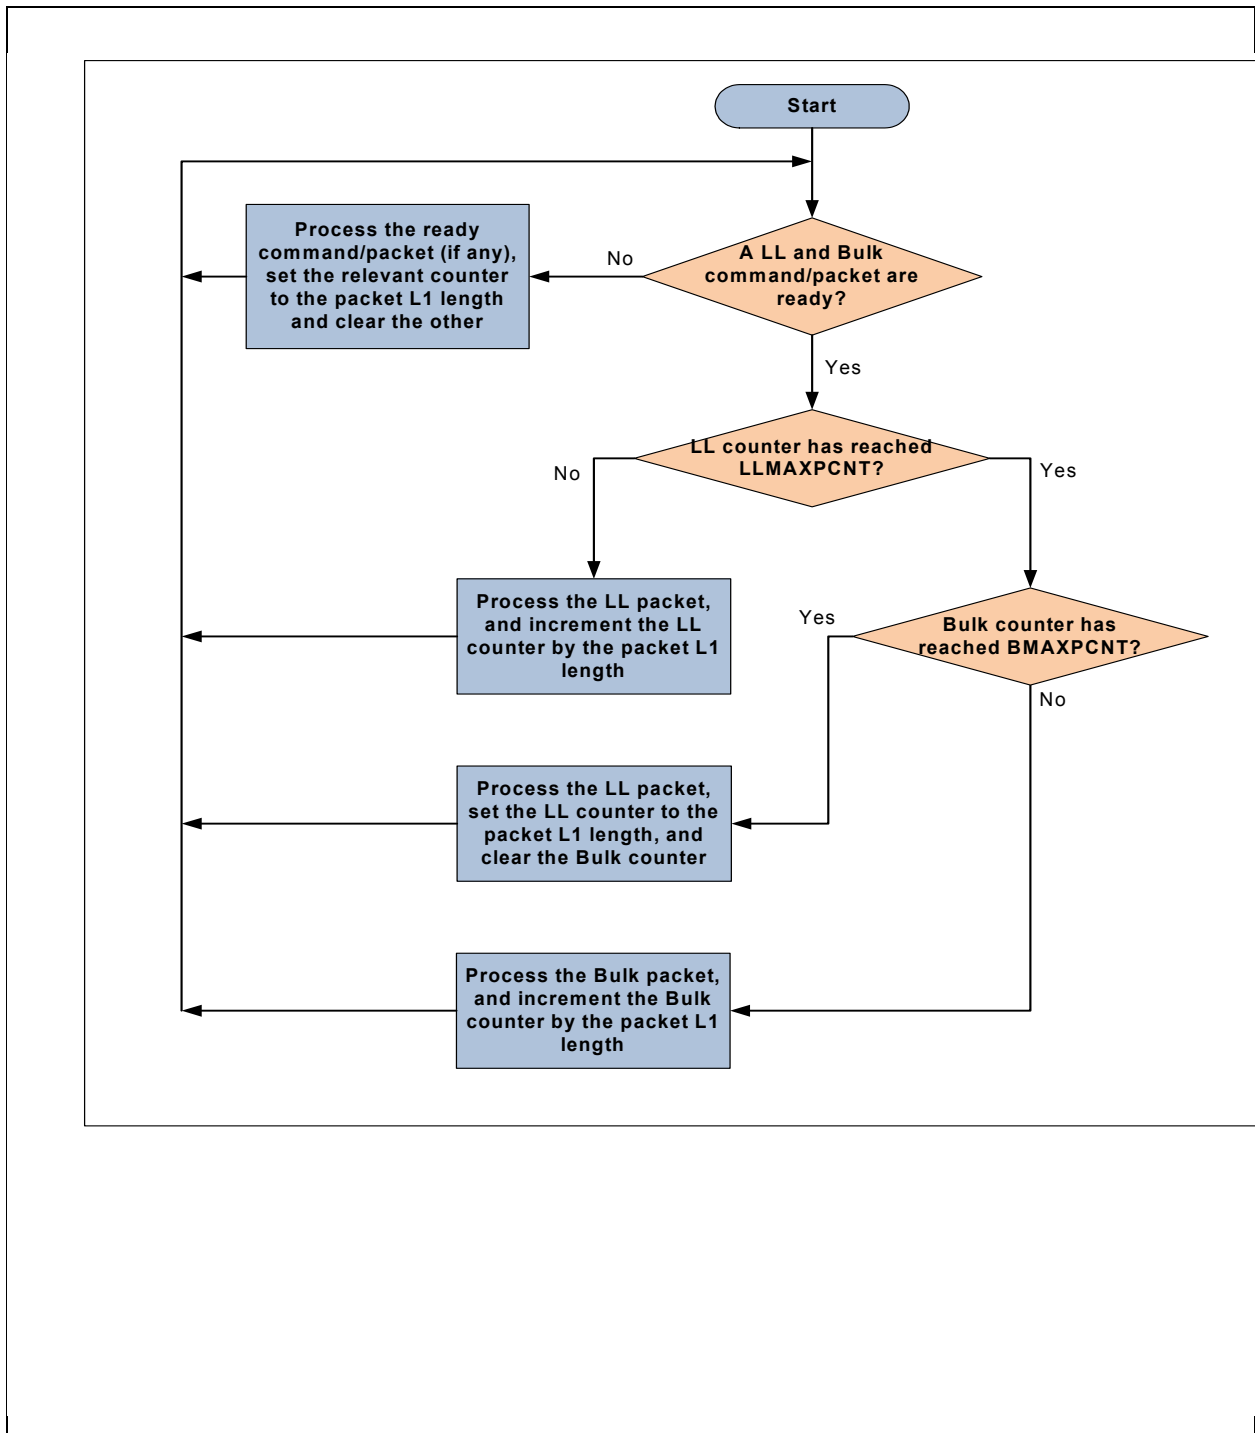 Start
Process the ready
command/packet (if any),
set the relevant counter
to the packet L1 length
and clear the other
No
A LL and Bulk
command/packet are
ready?
Yes
LL counter has reached
LLMAXPCNT?
No
Yes
Process the LL packet,
and increment the LL
counter by the packet L1
length
Yes
Bulk counter has
reached BMAXPCNT?
No
Process the LL packet,
set the LL counter to the
packet L1 length, and
clear the Bulk counter
Process the Bulk packet,
and increment the Bulk
counter by the packet L1
length